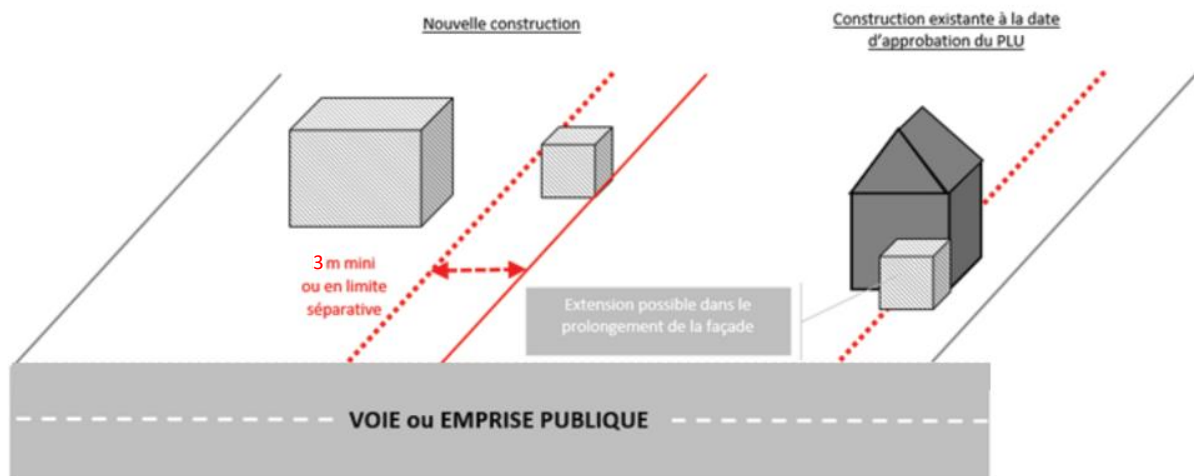 Nouvelle construction
Construction existante à la date
d'approbation du PLU
3 m mini
ou en limite
séparative
Extension possible dans le
prolongement de la façade
VOIE ou EMPRISE PUBLIQUE